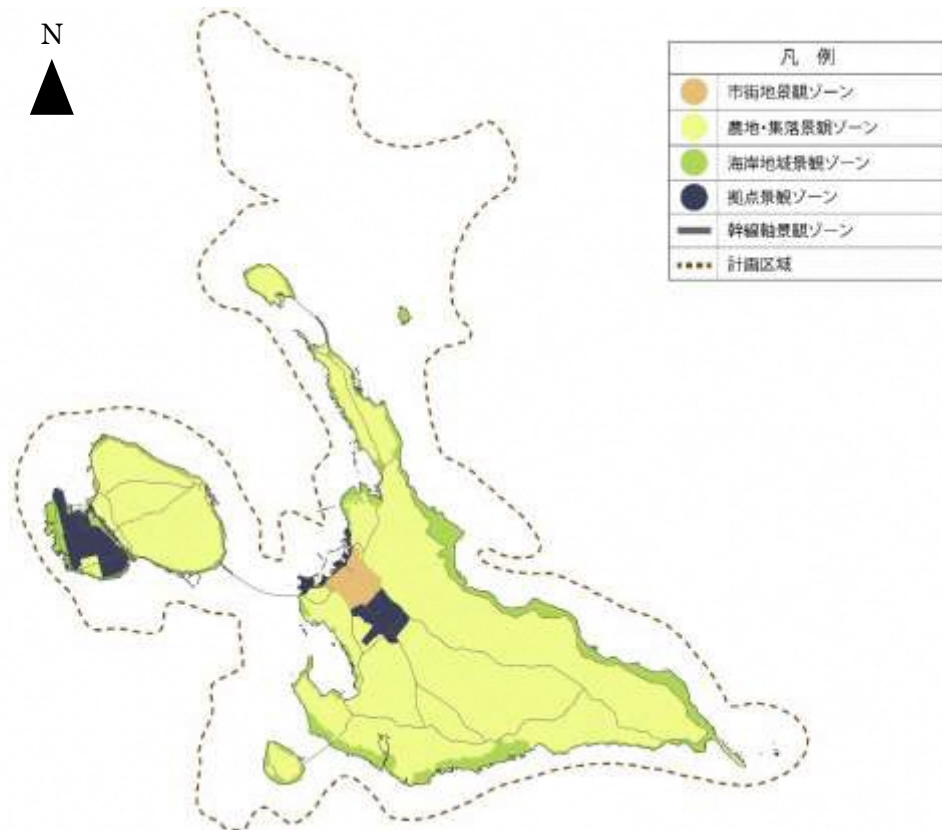 N
凡 例
市街地景観ゾーン
農地・集落景観ゾーン
海岸地域景観ゾーン
拠点景観ゾーン
幹線軸景観ゾーン
計画区域